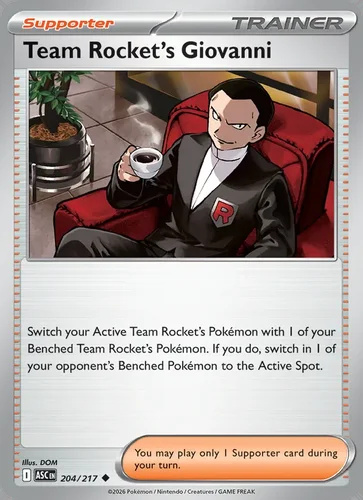 Supporter
TRAINER
Team Rocket's Giovanni
R
Switch your Active Team Rocket's Pokémon with 1 of your
Benched Team Rocket's Pokémon. If you do, switch in 1 of
your opponent's Benched Pokémon to the Active Spot.
Illus. DOM
You may play only 1 Supporter card during
your turn.
I ASC EN 204/217
©2026 Pokémon / Nintendo / Creatures / GAME FREAK